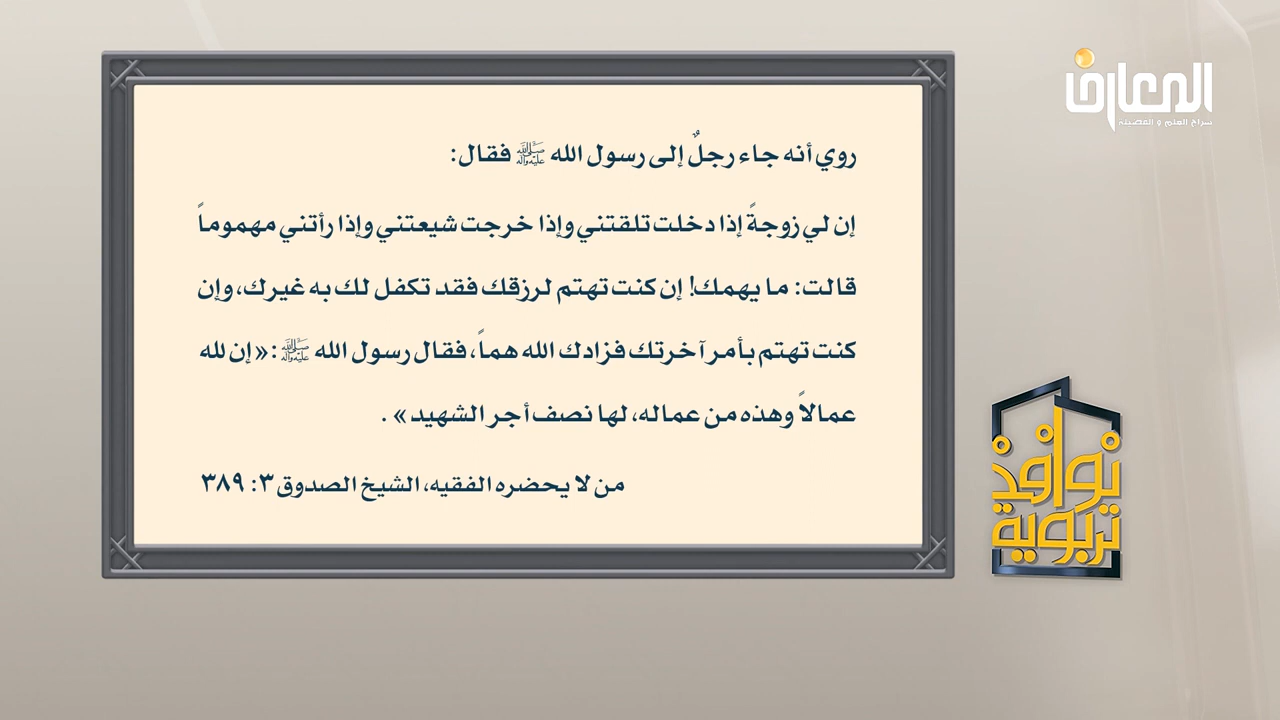 المعارف
سراج العلم و الفضيلة
روي أنه جاء رجلٌ إلى رسول الله ﷺ فقال:
إن لي زوجةً إذا دخلت تلقتني وإذا خرجت شيعتني وإذا رأتني مهموماً
قالت: ما يهمك! إن كنت تهتم لرزقك فقد تكفل لك به غيرك، وإن
كنت تهتم بأمر آخرتك فزادك الله هماً، فقال رسول الله ﷺ :« إن لله
عمالاً وهذه من عماله، لها نصف أجر الشهيد » .
من لا يحضره الفقيه، الشيخ الصدوق ٣: ٣٨٩
نوافذ
تربوية